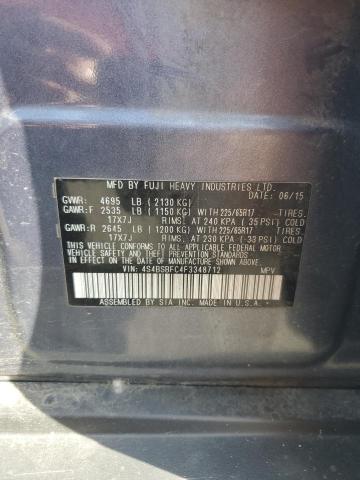 MFD BY FUJI HEAVY INDUSTRIES LTD. 06/15
GVWR: 4695 LB (2130 KG)
GAWR:F 2535 LB (1150 KG) WITH 225/65R17 TIRES,
17X7J RIMS, AT 240 KPA (35 PSI) COLD
GAWR:R 2645 LB (1200 KG) WITH 225/65R17 TIRES,
17X7J RIMS, AT 230 KPA (33 PSI) COLD
THIS VEHICLE CONFORMS TO ALL APPLICABLE FEDERAL MOTOR
VEHICLE SAFETY AND THEFT PREVENTION STANDARDS
IN EFFECT ON THE DATE OF MANUFACTURE SHOWN ABOVE.
VIN: 4S4BSBFC4F3348712 MPV
ASSEMBLED BY SIA INC. MADE IN U.S.A.